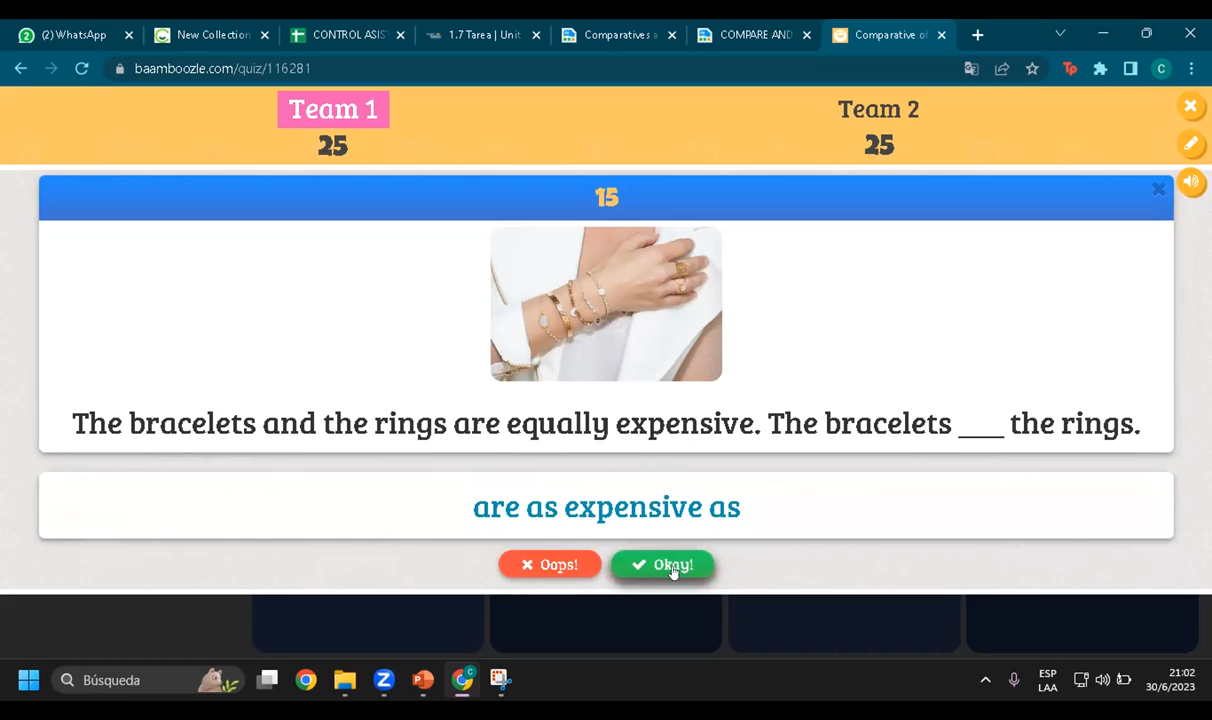 (2) WhatsApp
New Collection
CONTROL ASIS
1.7 Tarea | Unit
Comparatives a
COMPARE AND
Comparative of
baamboozle.com/quiz/116281
C
Team 1
25
Team 2
25
15
The bracelets and the rings are equally expensive. The bracelets ___ the rings.
are as expensive as
Oops!
Okay!
Búsqueda
ESP
LAA
21:02
30/6/2023